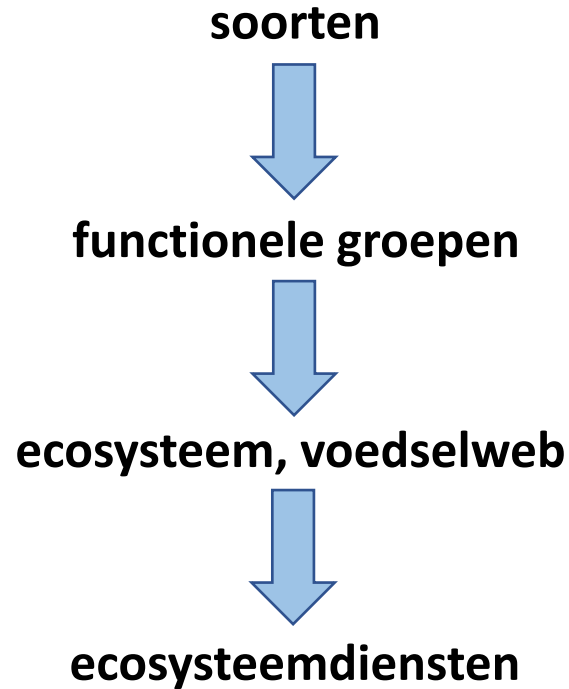 soorten
functionele groepen
ecosysteem, voedselweb
ecosysteemdiensten